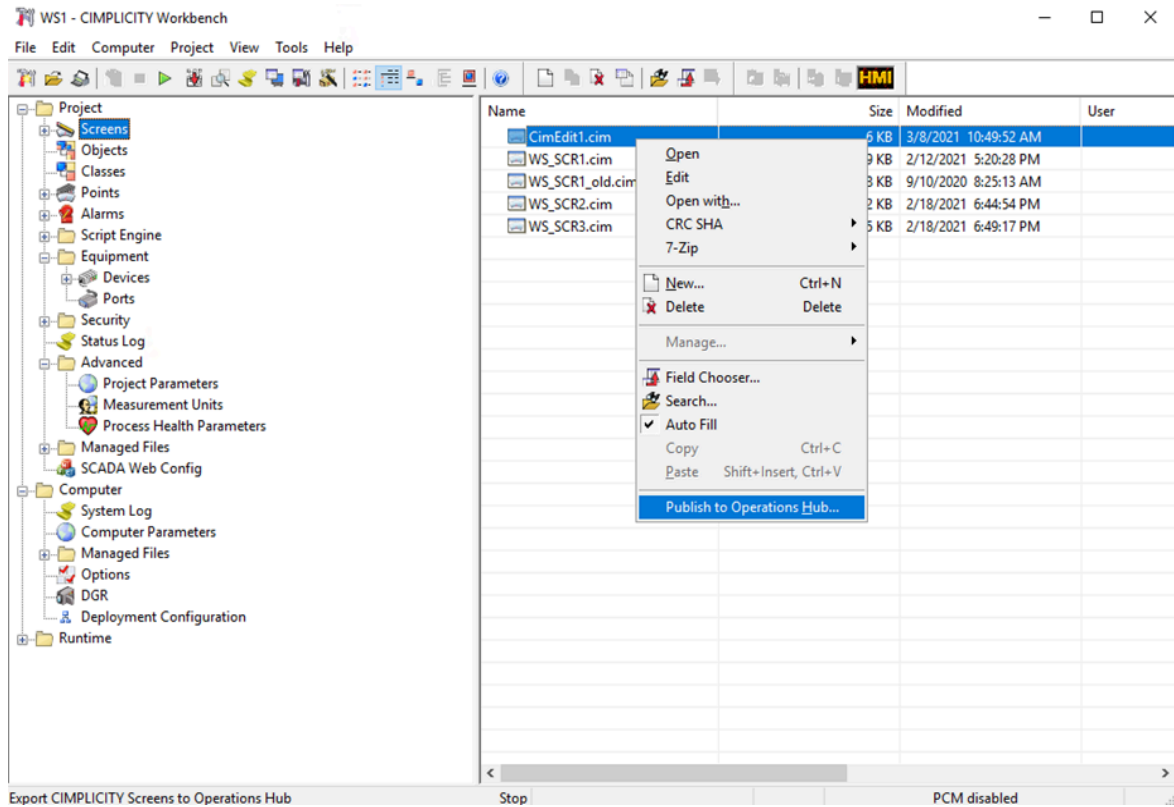 WS1 - CIMPLICITY Workbench
File Edit Computer Project View Tools Help
HMI
Project
Screens
Objects
Classes
Points
Alarms
Script Engine
Equipment
Devices
Ports
Security
Status Log
Advanced
Project Parameters
Measurement Units
Process Health Parameters
Managed Files
SCADA Web Config
Computer
System Log
Computer Parameters
Managed Files
Options
DGR
Deployment Configuration
Runtime
Name Size Modified User
CimEdit1.cim 6 KB 3/8/2021 10:49:52 AM
WS_SCR1.cim 9 KB 2/12/2021 5:20:28 PM
WS_SCR1_old.cim 3 KB 9/10/2020 8:25:13 AM
WS_SCR2.cim 2 KB 2/18/2021 6:44:54 PM
WS_SCR3.cim 5 KB 2/18/2021 6:49:17 PM
Open
Edit
Open with...
CRC SHA
7-Zip
New... Ctrl+N
Delete Delete
Manage...
Field Chooser...
Search...
Auto Fill
Copy Ctrl+C
Paste Shift+Insert, Ctrl+V
Publish to Operations Hub...
Export CIMPLICITY Screens to Operations Hub Stop PCM disabled